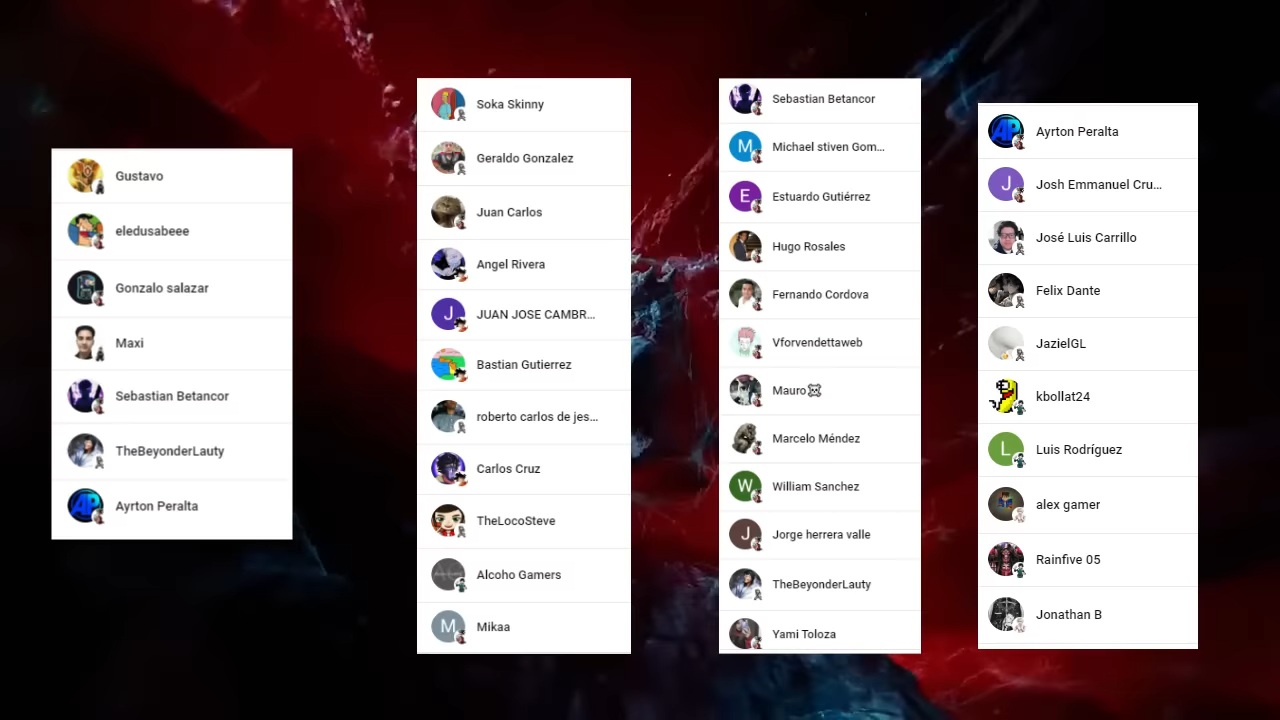 Gustavo
eledusabeee
Gonzalo salazar
Maxi
Sebastian Betancor
TheBeyonderLauty
AP
Ayrton Peralta
Soka Skinny
Geraldo Gonzalez
Juan Carlos
Angel Rivera
J
JUAN JOSE CAMBR...
Bastian Gutierrez
roberto carlos de jes...
Carlos Cruz
TheLocoSteve
Alcoho Gamers
M
Mikaa
Sebastian Betancor
M
Michael stiven Gom...
E
Estuardo Gutiérrez
Hugo Rosales
Fernando Cordova
Vforvendettaweb
Mauro☠
Marcelo Méndez
W
William Sanchez
J
Jorge herrera valle
TheBeyonderLauty
Yami Toloza
AP
Ayrton Peralta
J
Josh Emmanuel Cru...
José Luis Carrillo
Felix Dante
JazielGL
kbollat24
L
Luis Rodríguez
alex gamer
Rainfive 05
Jonathan B